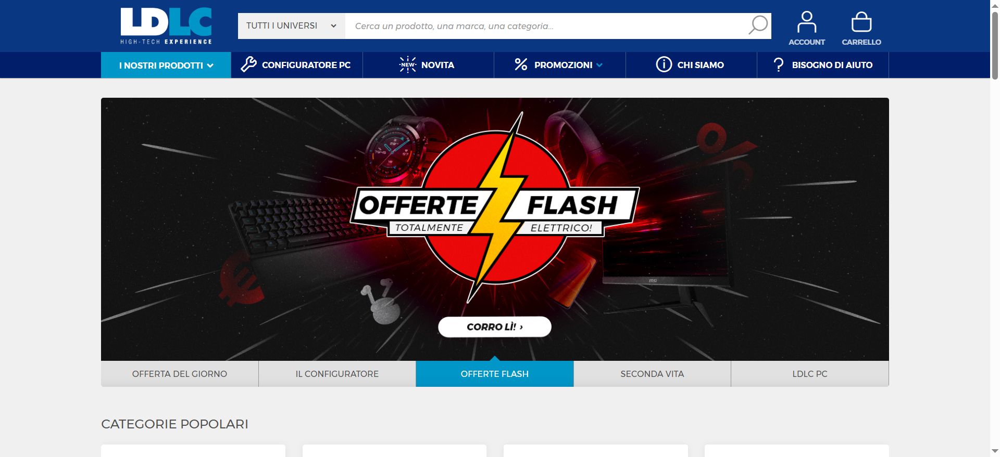 LDLC
HIGH-TECH EXPERIENCE
TUTTI I UNIVERSI
Cerca un prodotto, una marca, una categoria...
ACCOUNT
CARRELLO
I NOSTRI PRODOTTI
CONFIGURATORE PC
NEW
NOVITA
% PROMOZIONI
CHI SIAMO
? BISOGNO DI AIUTO
OFFERTE FLASH
TOTALMENTE ELETTRICO!
msi
CORRO LÌ! ›
OFFERTA DEL GIORNO
IL CONFIGURATORE
OFFERTE FLASH
SECONDA VITA
LDLC PC
CATEGORIE POPOLARI